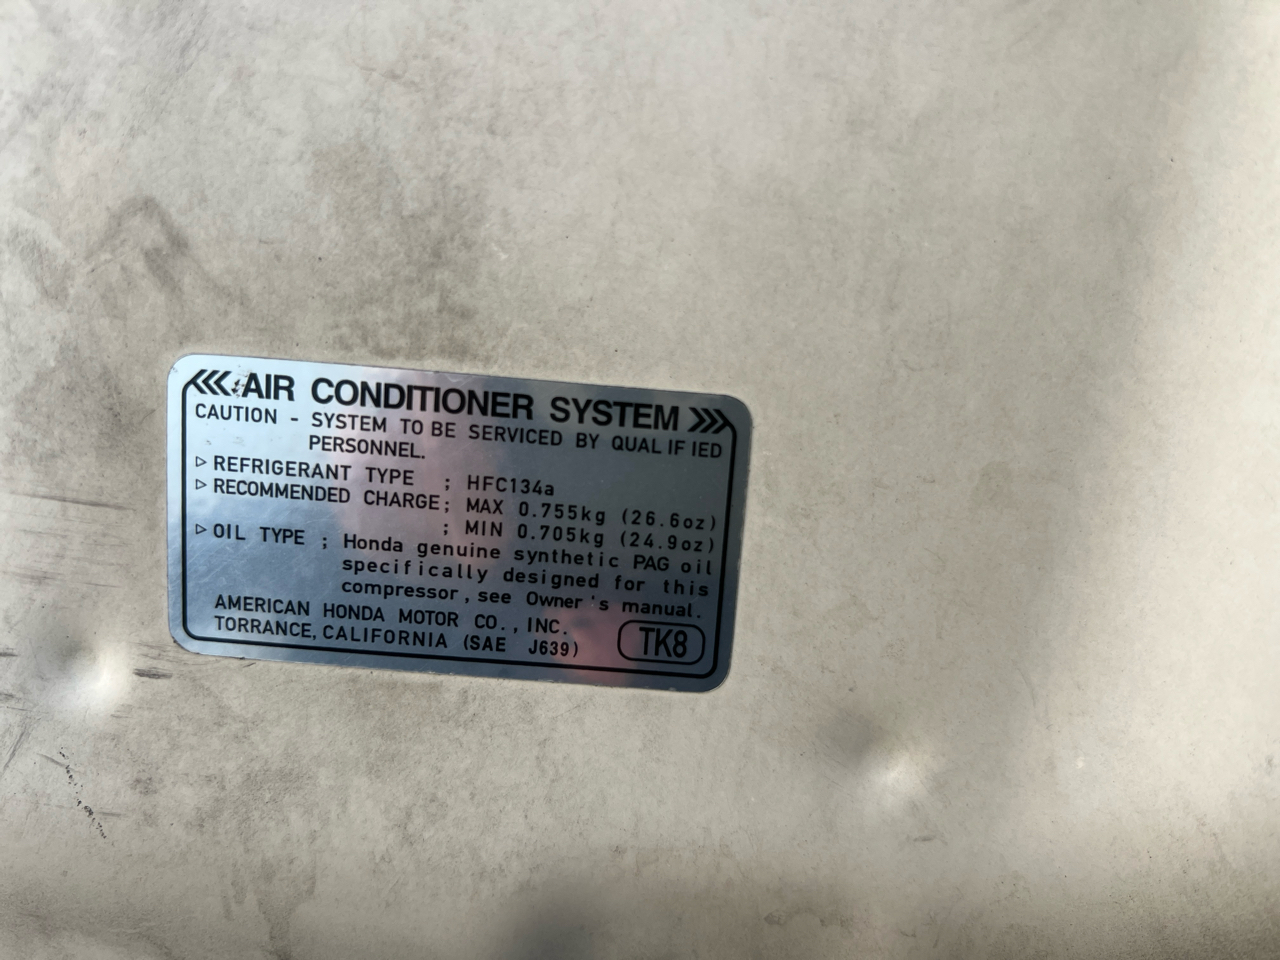 AIR CONDITIONER SYSTEM
CAUTION - SYSTEM TO BE SERVICED BY QUALIFIED
PERSONNEL.
▷ REFRIGERANT TYPE ; HFC134a
▷ RECOMMENDED CHARGE; MAX 0.755kg (26.6oz)
; MIN 0.705kg (24.9oz)
▷ OIL TYPE ; Honda genuine synthetic PAG oil
specifically designed for this
compressor, see Owner's manual.
AMERICAN HONDA MOTOR CO., INC.
TORRANCE, CALIFORNIA (SAE J639) TK8